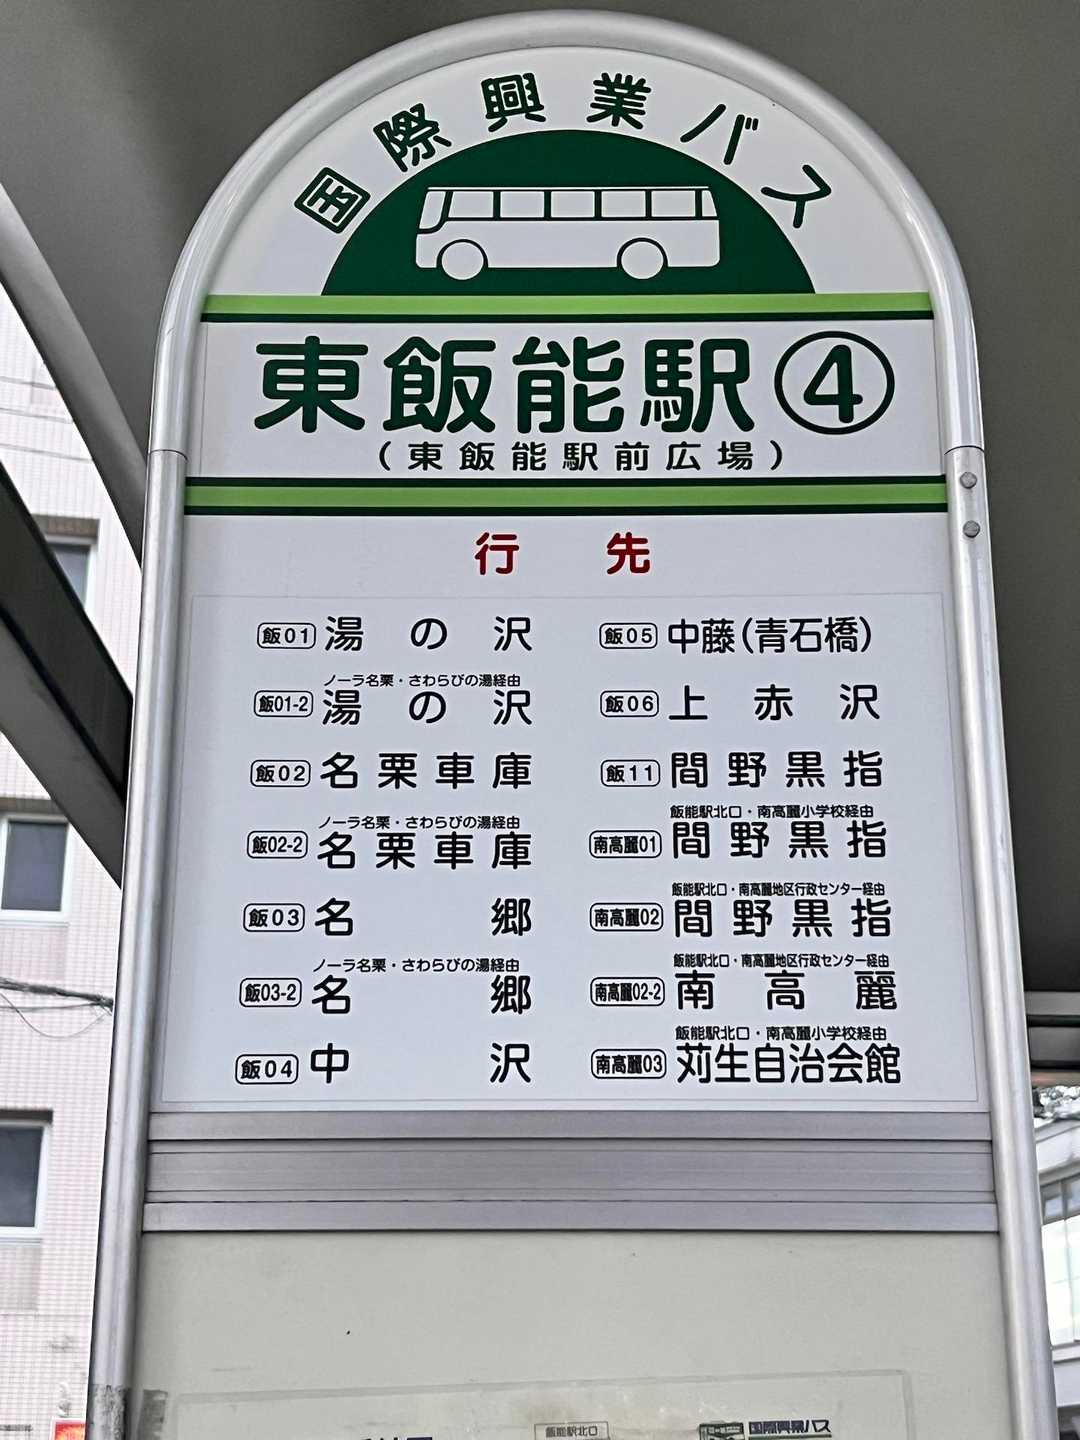 国際興業バス
東飯能駅④
(東飯能駅前広場)
行先
飯01 湯の沢
ノーラ名栗・さわらびの湯経由
飯01-2 湯の沢
飯02 名栗車庫
ノーラ名栗・さわらびの湯経由
飯02-2 名栗車庫
飯03 名郷
ノーラ名栗・さわらびの湯経由
飯03-2 名郷
飯04 中沢
飯05 中藤(青石橋)
飯06 上赤沢
飯11 間野黒指
飯能駅北口・南高麗小学校経由
南高麗01 間野黒指
飯能駅北口・南高麗地区行政センター経由
南高麗02 間野黒指
飯能駅北口・南高麗地区行政センター経由
南高麗02-2 南高麗
飯能駅北口・南高麗小学校経由
南高麗03 苅生自治会館
飯能駅北口
国際興業バス